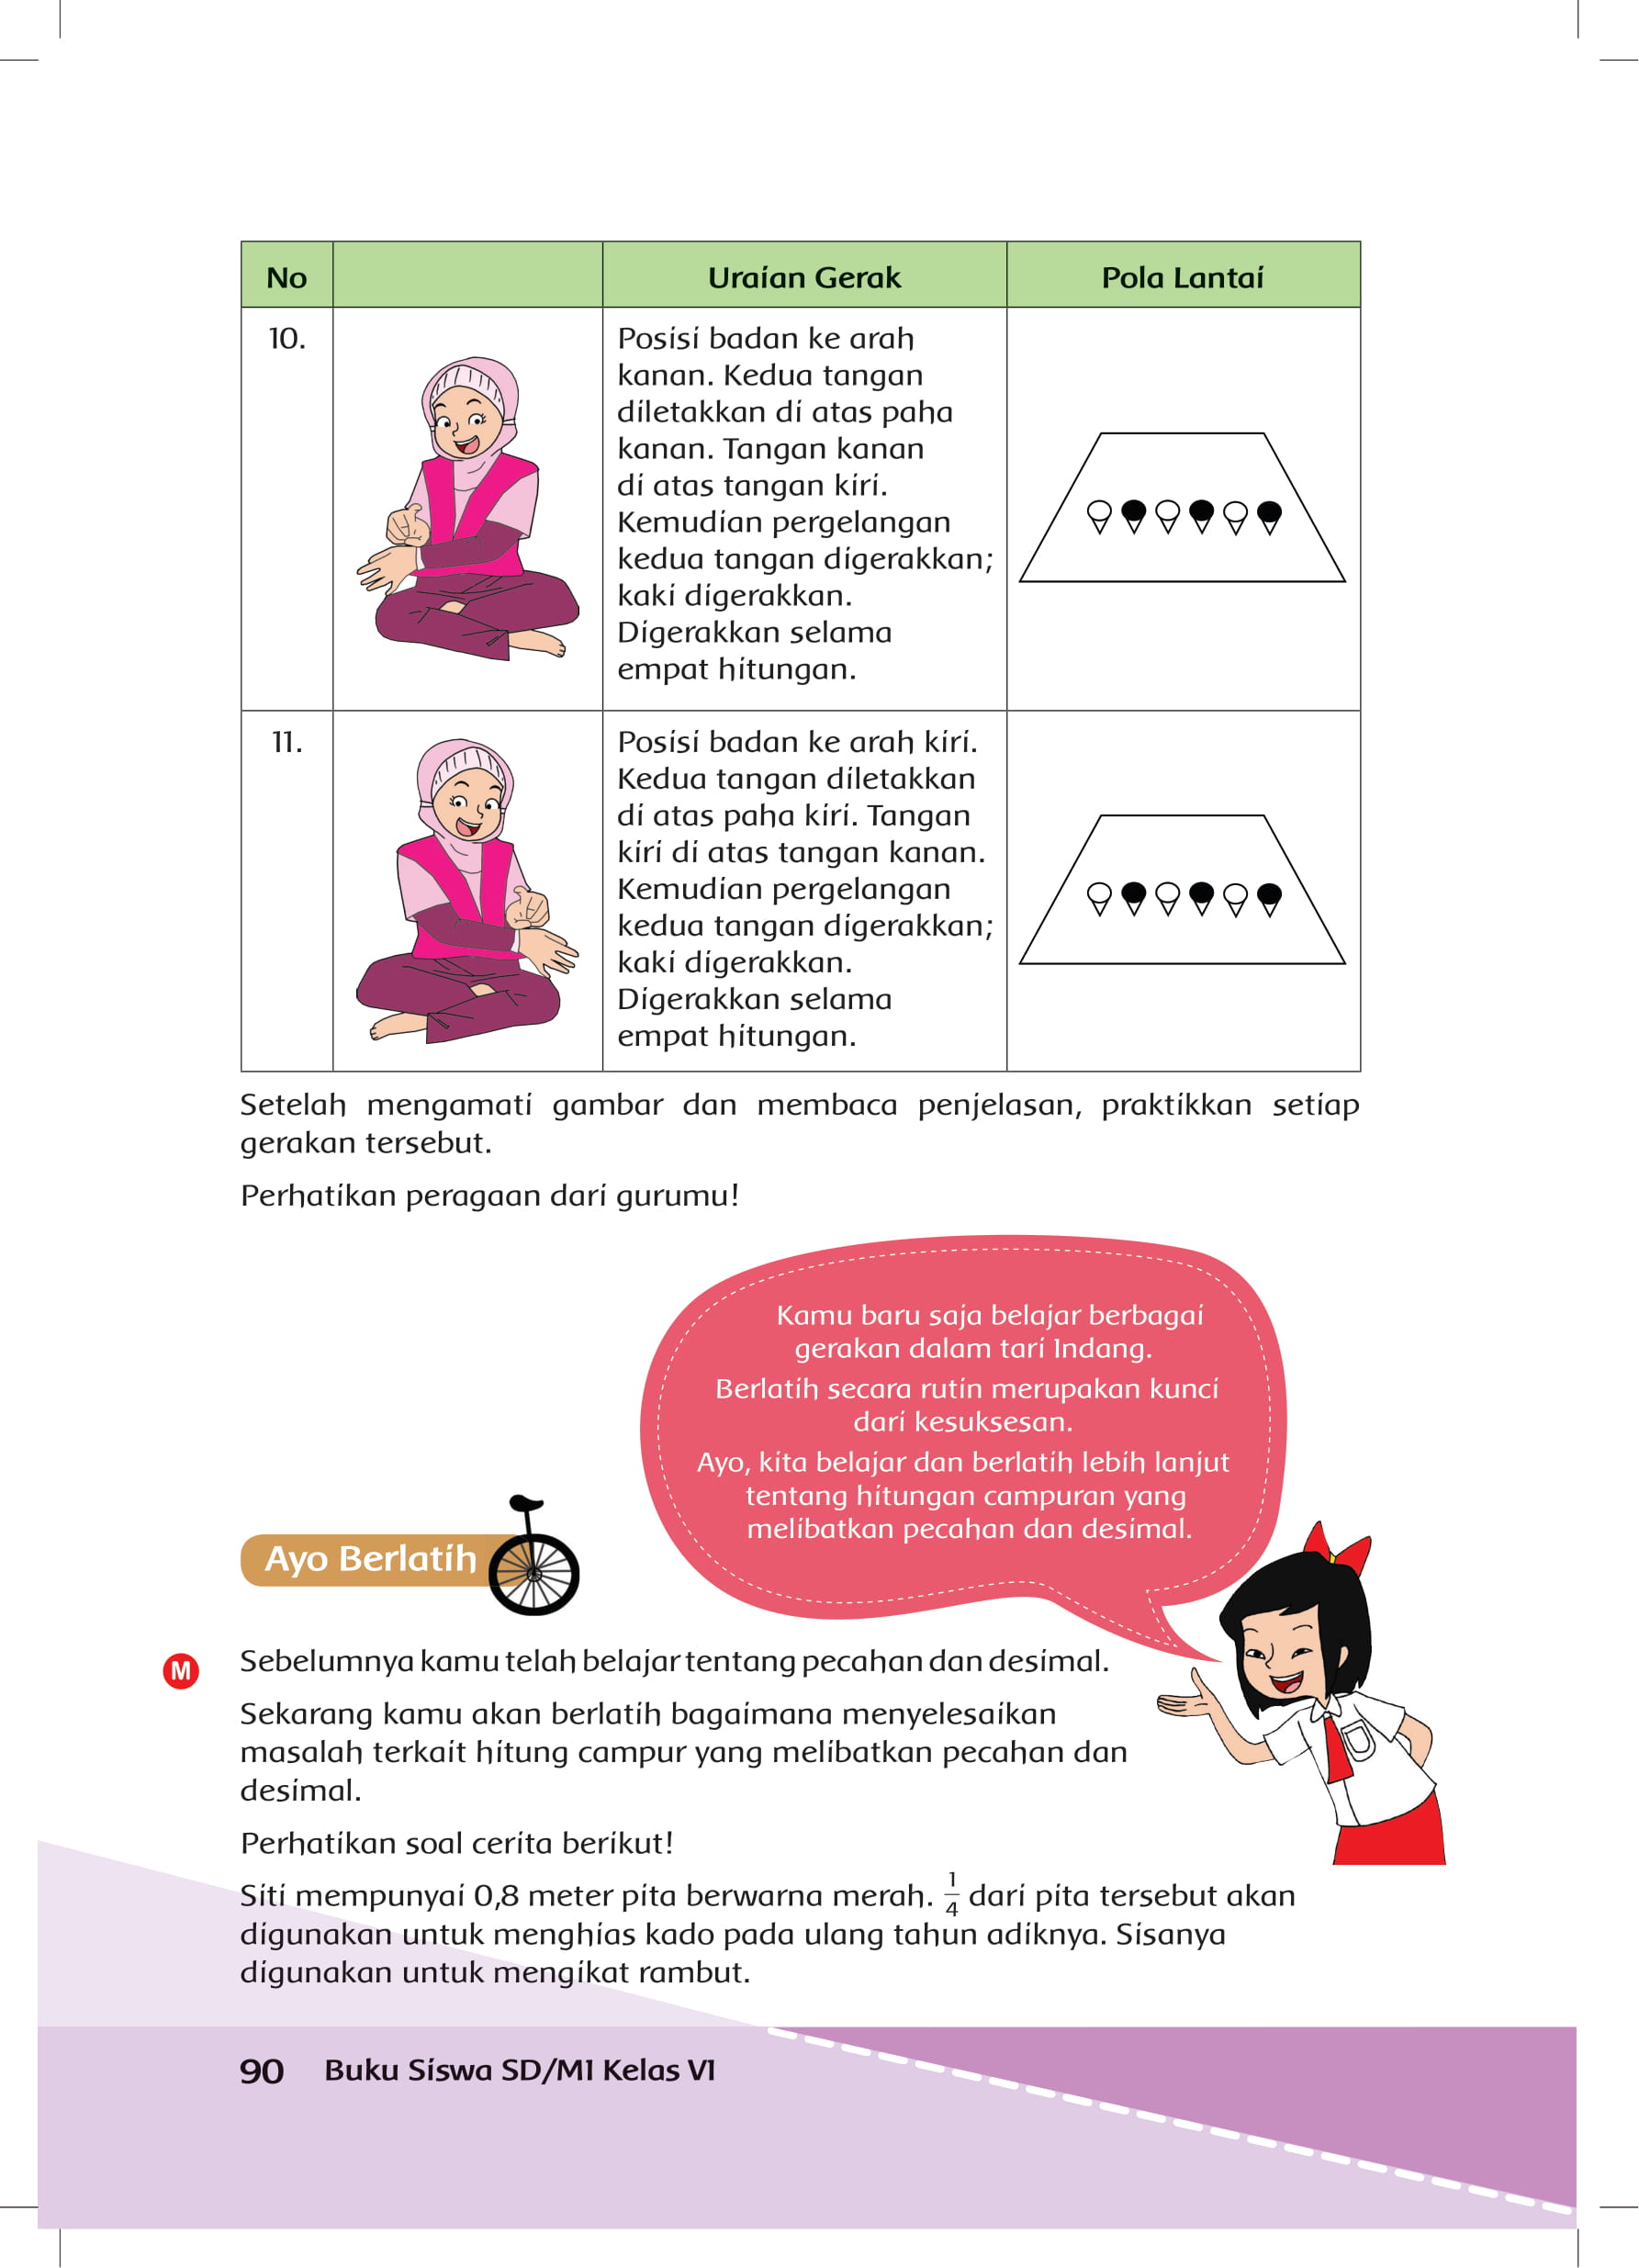 No
Uraian Gerak
Pola Lantai
10.
Posisi badan ke arah
kanan. Kedua tangan
diletakkan di atas paha
kanan. Tangan kanan
di atas tangan kiri.
Kemudian pergelangan
kedua tangan digerakkan;
kaki digerakkan.
Digerakkan selama
empat hitungan.
11.
Posisi badan ke arah kiri.
Kedua tangan diletakkan
di atas paha kiri. Tangan
kiri di atas tangan kanan.
Kemudian pergelangan
kedua tangan digerakkan;
kaki digerakkan.
Digerakkan selama
empat hitungan.
Setelah mengamati gambar dan membaca penjelasan, praktikkan setiap
gerakan tersebut.
Perhatikan peragaan dari gurumu!
Kamu baru saja belajar berbagai
gerakan dalam tari Indang.
Berlatih secara rutin merupakan kunci
dari kesuksesan.
Ayo, kita belajar dan berlatih lebih lanjut
tentang hitungan campuran yang
melibatkan pecahan dan desimal.
Ayo Berlatih
M
Sebelumnya kamu telah belajar tentang pecahan dan desimal.
Sekarang kamu akan berlatih bagaimana menyelesaikan
masalah terkait hitung campur yang melibatkan pecahan dan
desimal.
Perhatikan soal cerita berikut!
Siti mempunyai 0,8 meter pita berwarna merah. 1/4 dari pita tersebut akan
digunakan untuk menghias kado pada ulang tahun adiknya. Sisanya
digunakan untuk mengikat rambut.
90 Buku Siswa SD/MI Kelas VI